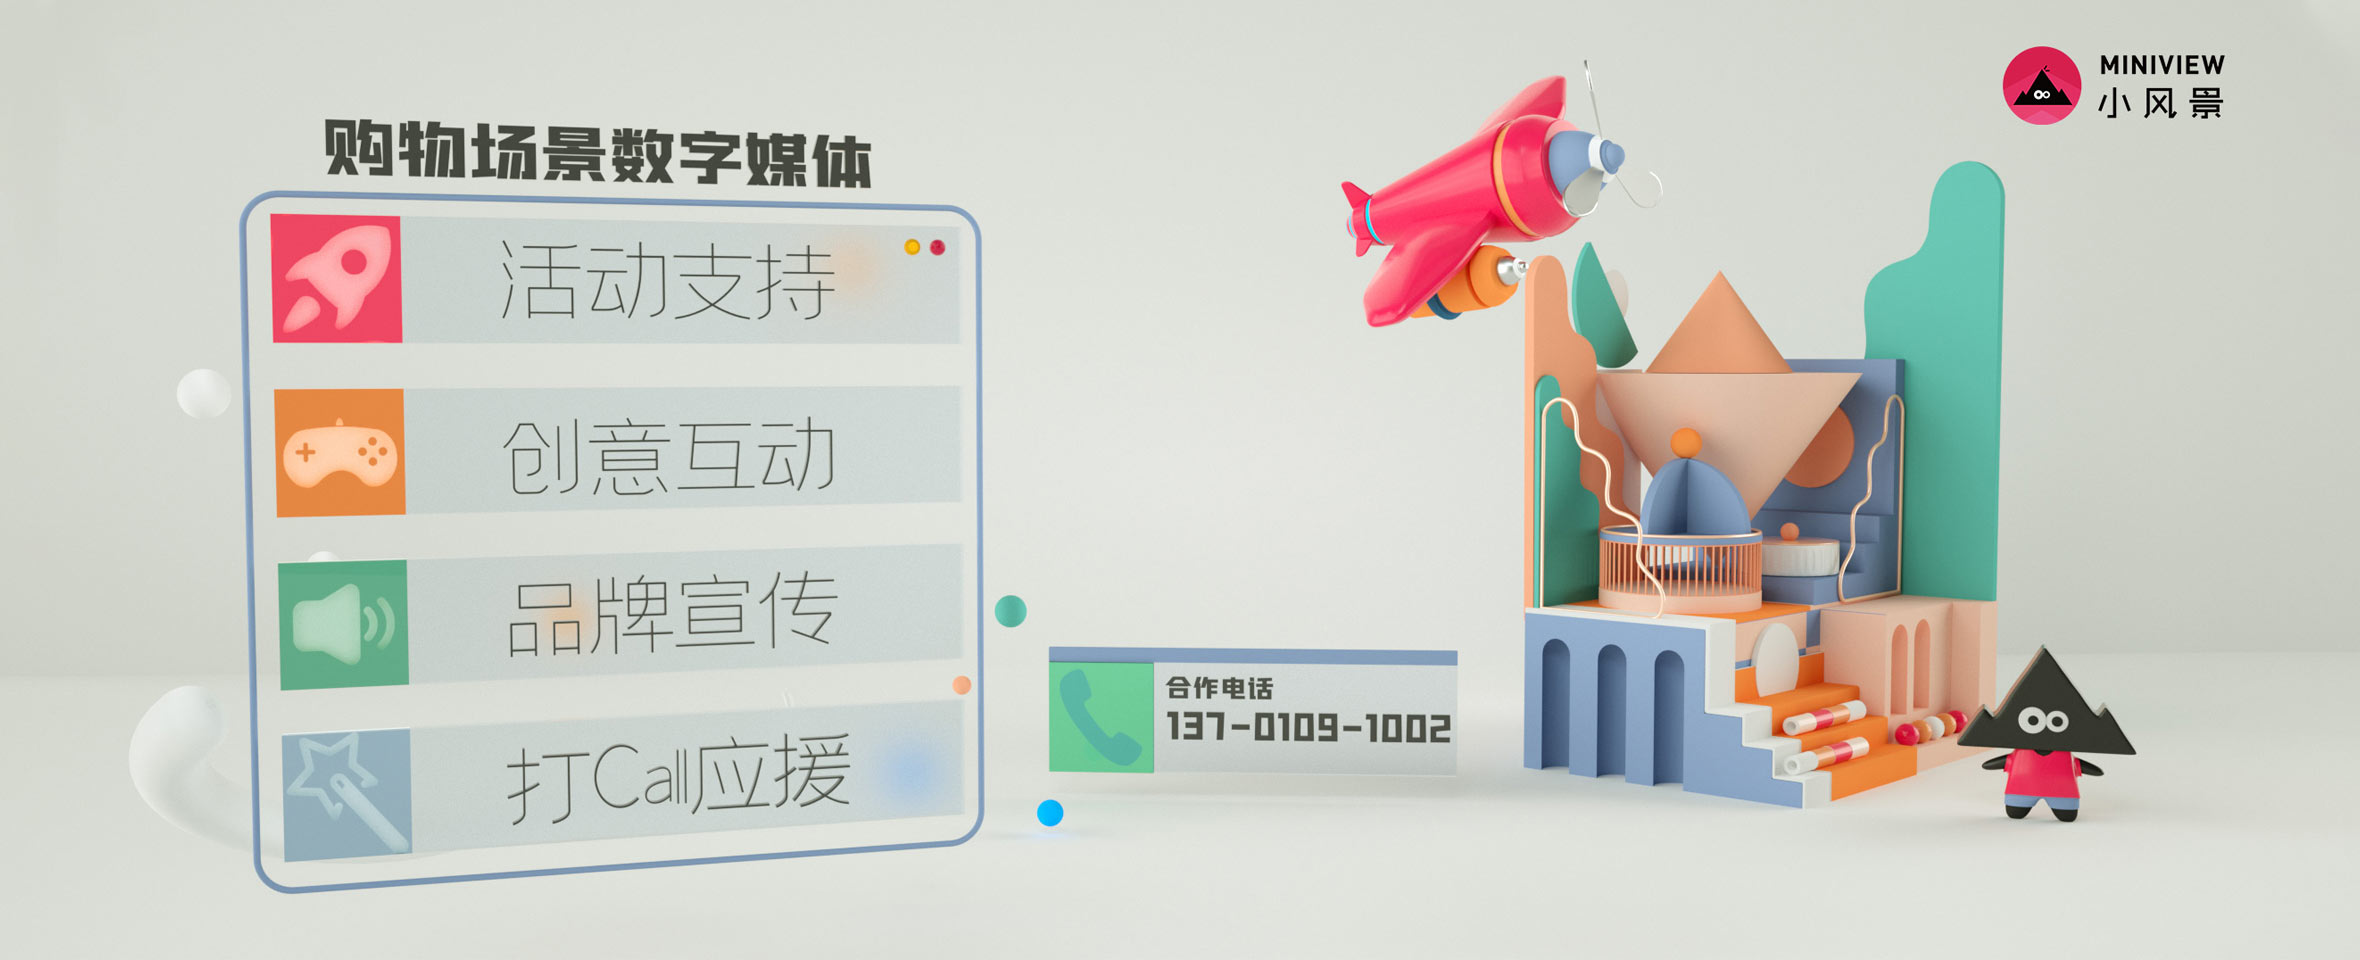 购物场景数字媒体
活动支持
创意互动
品牌宣传
打Call应援
合作电话
137-0109-1002
MINIVIEW
小风景